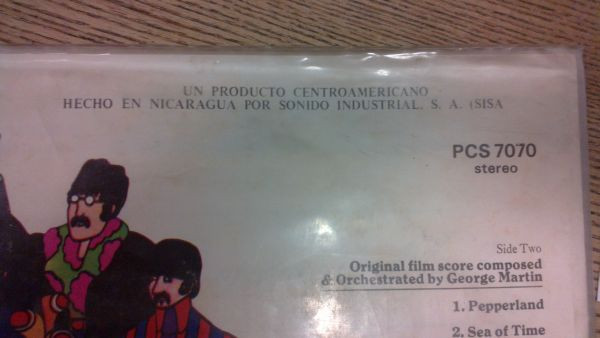 UN PRODUCTO CENTROAMERICANO
HECHO EN NICARAGUA POR SONIDO INDUSTRIAL, S. A. (SISA
PCS 7070
stereo
Side Two
Original film score composed
& Orchestrated by George Martin
1. Pepperland
2. Sea of Time